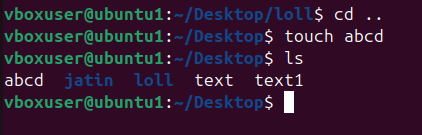 vboxuser@ubuntu1:~/Desktop/loll$ cd ..
vboxuser@ubuntu1:~/Desktop$ touch abcd
vboxuser@ubuntu1:~/Desktop$ ls
abcd  jatin  loll  text  text1
vboxuser@ubuntu1:~/Desktop$